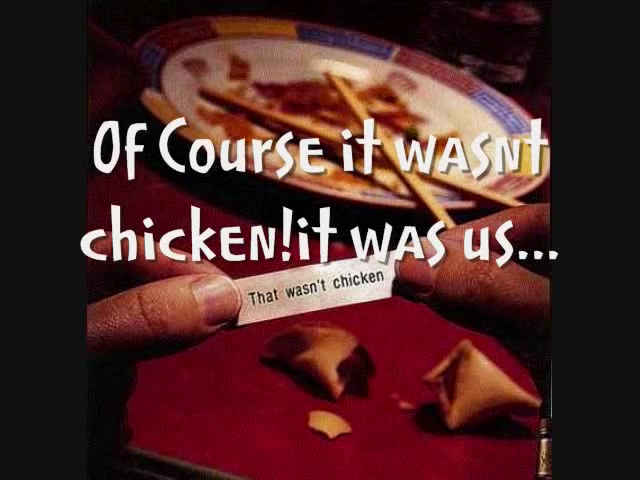 Of Course it wasnt
chicken!it was us...
That wasn't chicken